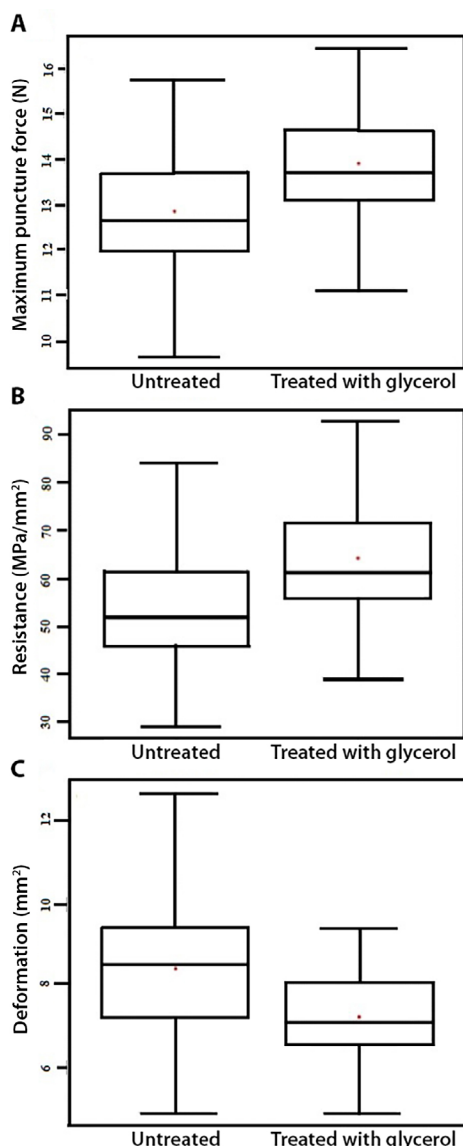 A
Maximum puncture force (N)
16
15
14
13
12
11
10
Untreated Treated with glycerol
B
Resistance (MPa/mm²)
90
80
70
60
50
40
30
Untreated Treated with glycerol
C
Deformation (mm²)
12
10
8
6
Untreated Treated with glycerol